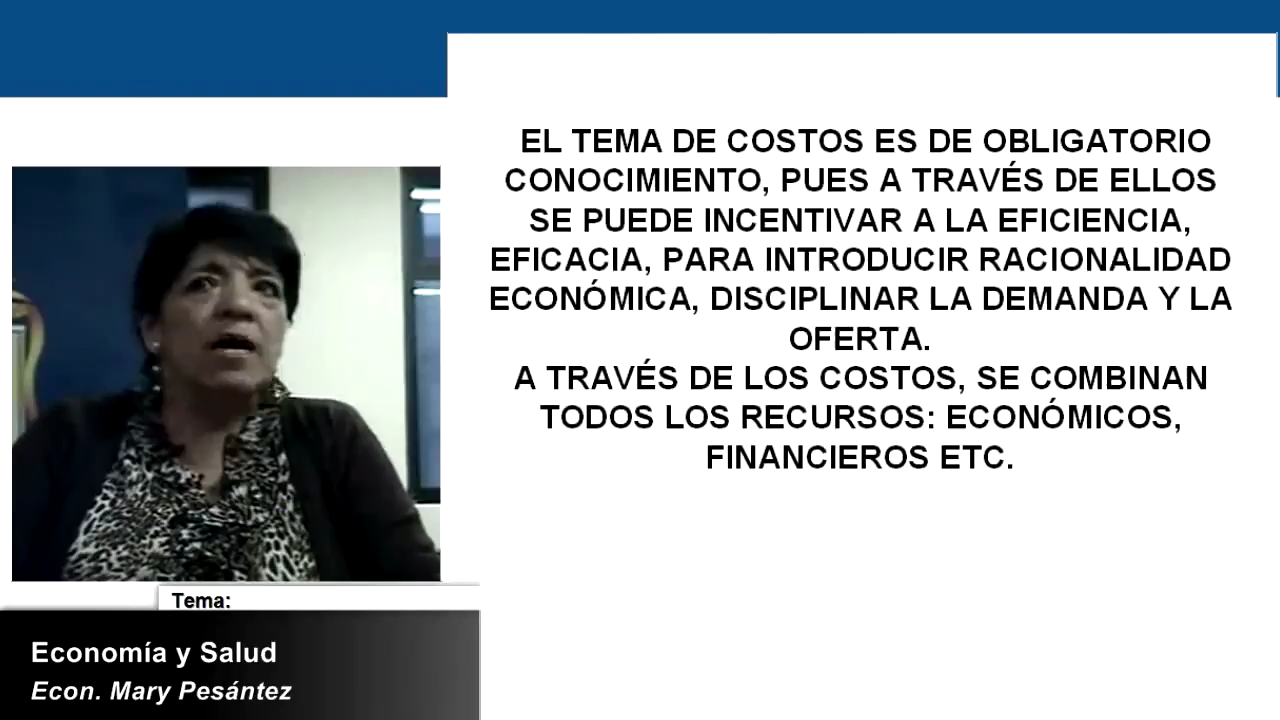 EL TEMA DE COSTOS ES DE OBLIGATORIO
CONOCIMIENTO, PUES A TRAVÉS DE ELLOS
SE PUEDE INCENTIVAR A LA EFICIENCIA,
EFICACIA, PARA INTRODUCIR RACIONALIDAD
ECONÓMICA, DISCIPLINAR LA DEMANDA Y LA
OFERTA.
A TRAVÉS DE LOS COSTOS, SE COMBINAN
TODOS LOS RECURSOS: ECONÓMICOS,
FINANCIEROS ETC.
Tema:
Economía y Salud
Econ. Mary Pesántez